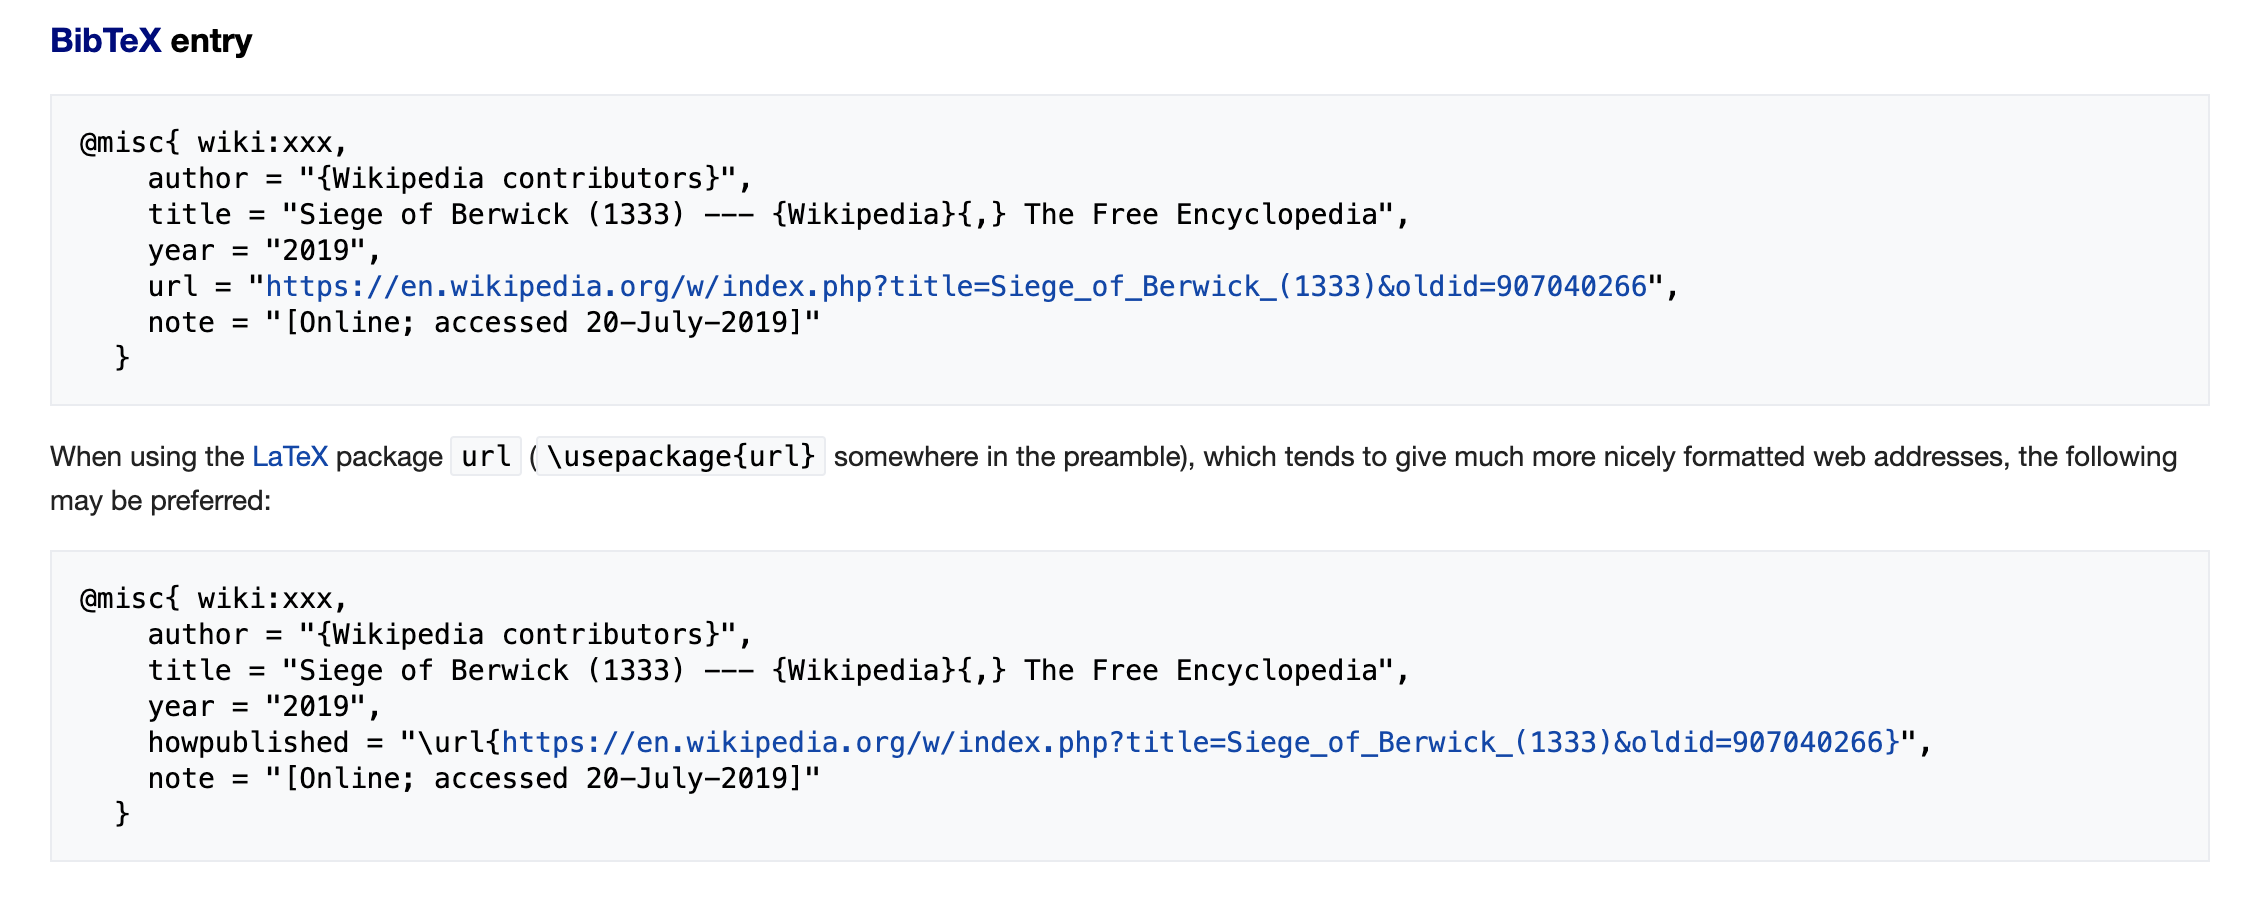 BibTeX entry
@misc{ wiki:xxx,
    author = "{Wikipedia contributors}",
    title = "Siege of Berwick (1333) --- {Wikipedia}{,} The Free Encyclopedia",
    year = "2019",
    url = "https://en.wikipedia.org/w/index.php?title=Siege_of_Berwick_(1333)&oldid=907040266",
    note = "[Online; accessed 20-July-2019]"
  }
When using the LaTeX package url (\usepackage{url} somewhere in the preamble), which tends to give much more nicely formatted web addresses, the following
may be preferred:
@misc{ wiki:xxx,
    author = "{Wikipedia contributors}",
    title = "Siege of Berwick (1333) --- {Wikipedia}{,} The Free Encyclopedia",
    year = "2019",
    howpublished = "\url{https://en.wikipedia.org/w/index.php?title=Siege_of_Berwick_(1333)&oldid=907040266}",
    note = "[Online; accessed 20-July-2019]"
  }